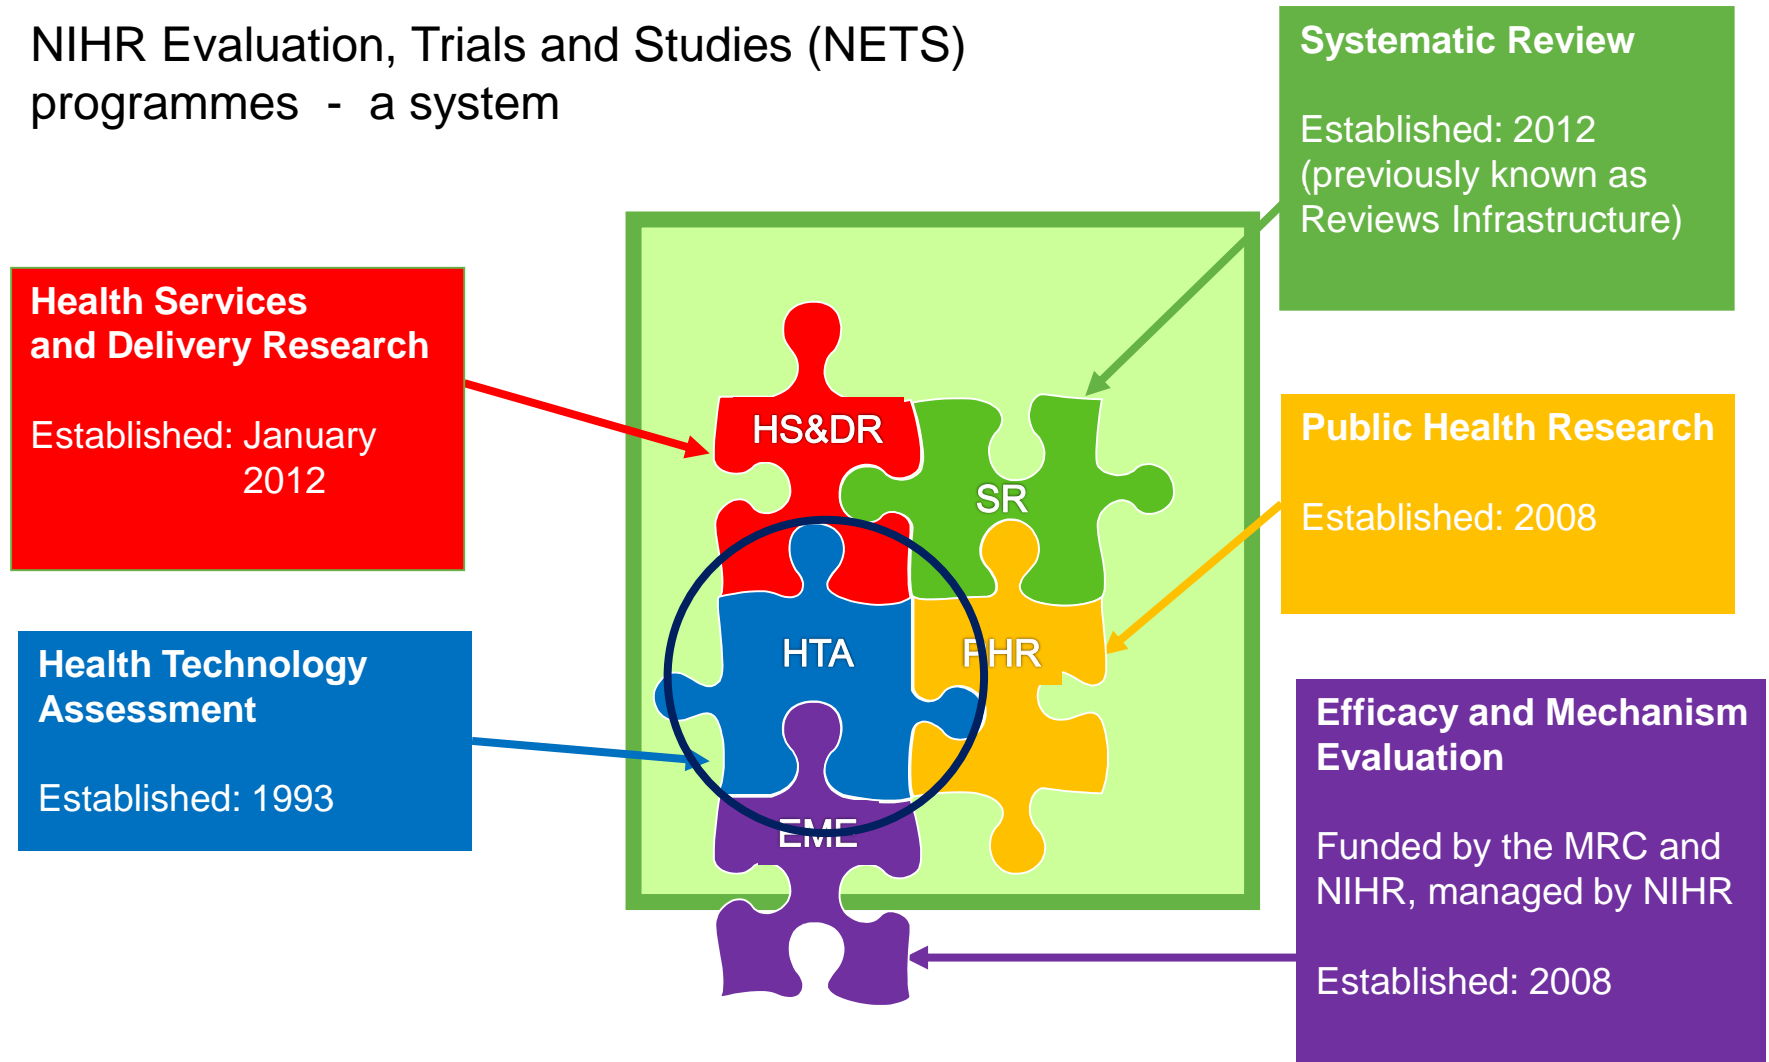 NIHR Evaluation, Trials and Studies (NETS)
programmes - a system
Systematic Review
Established: 2012
(previously known as
Reviews Infrastructure)
Health Services
and Delivery Research
Established: January
2012
Public Health Research
Established: 2008
Health Technology
Assessment
Established: 1993
Efficacy and Mechanism
Evaluation
Funded by the MRC and
NIHR, managed by NIHR
Established: 2008
HS&DR
SR
HTA
PHR
EME